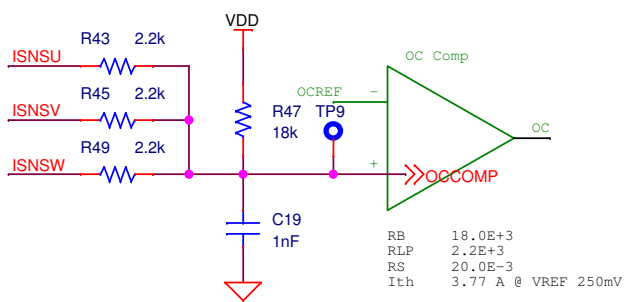 VDD
R43 2.2k
OC Comp
ISNSU
R45 2.2k
OCREF
-
R47 TP9
18k
ISNSV
OC
R49 2.2k
ISNSW
+
OCCOMP
C19
1nF
RB 18.0E+3
RLP 2.2E+3
RS 20.0E-3
Ith 3.77 A @ VREF 250mV